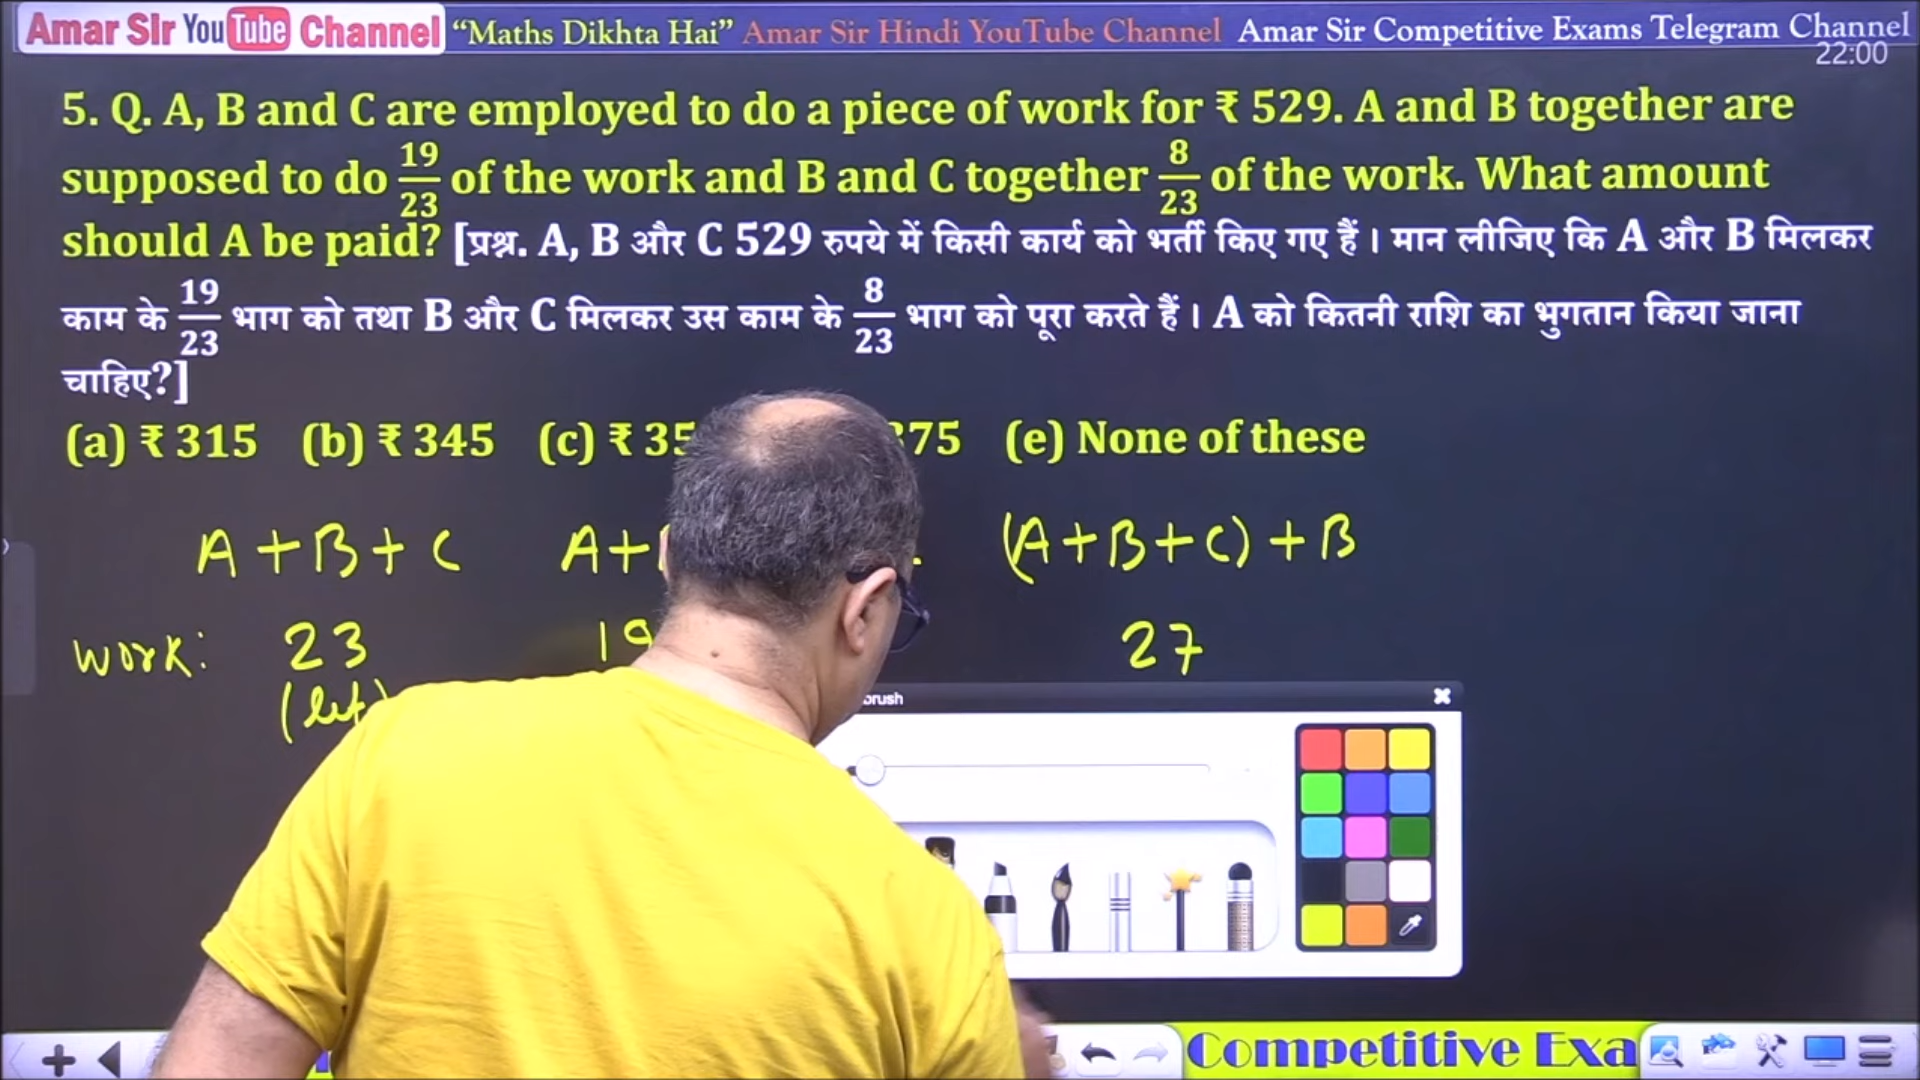 Amar Sir YouTube Channel "Maths Dikhta Hai" Amar Sir Hindi YouTube Channel Amar Sir Competitive Exams Telegram Channel
22:00
5. Q. A, B and C are employed to do a piece of work for ₹ 529. A and B together are
supposed to do 19/23 of the work and B and C together 8/23 of the work. What amount
should A be paid? [प्रश्न. A, B और C 529 रुपये में किसी कार्य को भर्ती किए गए हैं। मान लीजिए कि A और B मिलकर
काम के 19/23 भाग को तथा B और C मिलकर उस काम के 8/23 भाग को पूरा करते हैं। A को कितनी राशि का भुगतान किया जाना
चाहिए?]
(a) ₹ 315 (b) ₹ 345 (c) ₹ 35 375 (e) None of these
A + B + C A + (A + B + C) + B
work: 23 19 27
(let)
brush
Competitive Exa